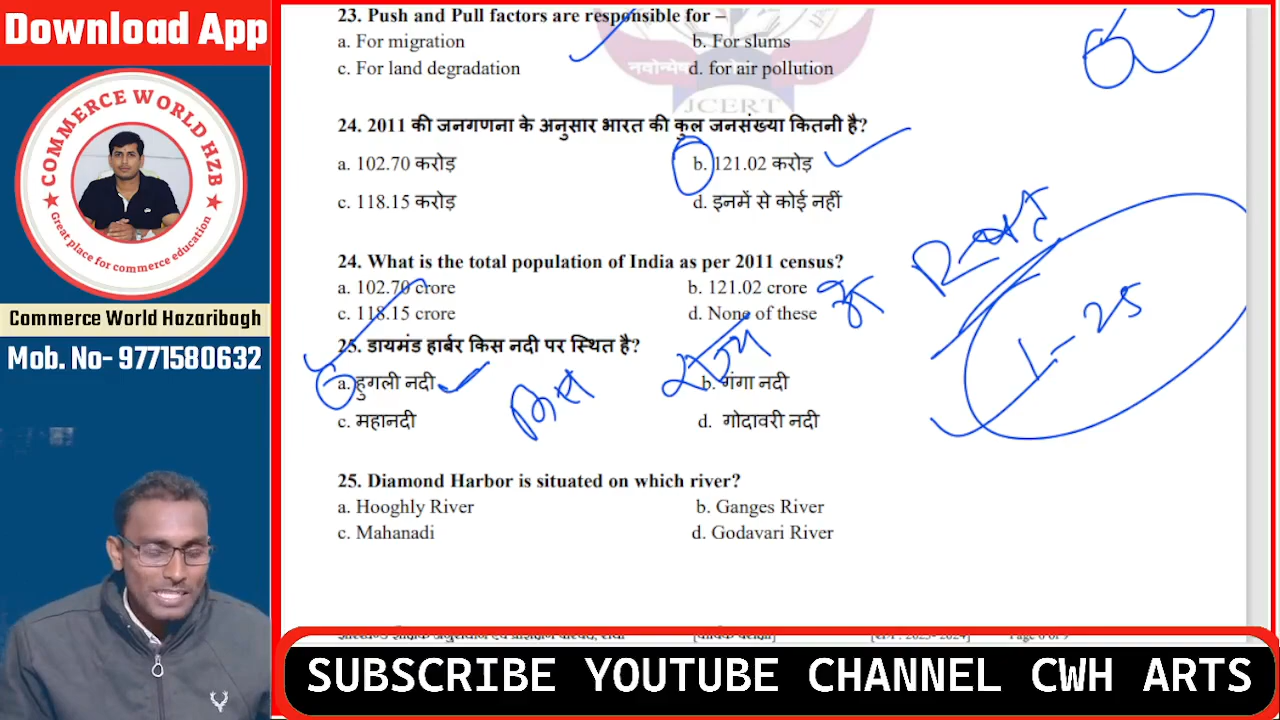 Download App
COMMERCE WORLD HZB
Great place for commerce education
Commerce World Hazaribagh
Mob. No- 9771580632
23. Push and Pull factors are responsible for –
a. For migration b. For slums
c. For land degradation d. for air pollution
JCERT
24. 2011 की जनगणना के अनुसार भारत की कुल जनसंख्या कितनी है?
a. 102.70 करोड़ b. 121.02 करोड़
c. 118.15 करोड़ d. इनमें से कोई नहीं
24. What is the total population of India as per 2011 census?
a. 102.70 crore b. 121.02 crore
c. 118.15 crore d. None of these
25. डायमंड हार्बर किस नदी पर स्थित है?
a. हुगली नदी b. गंगा नदी
c. महानदी d. गोदावरी नदी
1-25
25. Diamond Harbor is situated on which river?
a. Hooghly River b. Ganges River
c. Mahanadi d. Godavari River
SUBSCRIBE YOUTUBE CHANNEL CWH ARTS